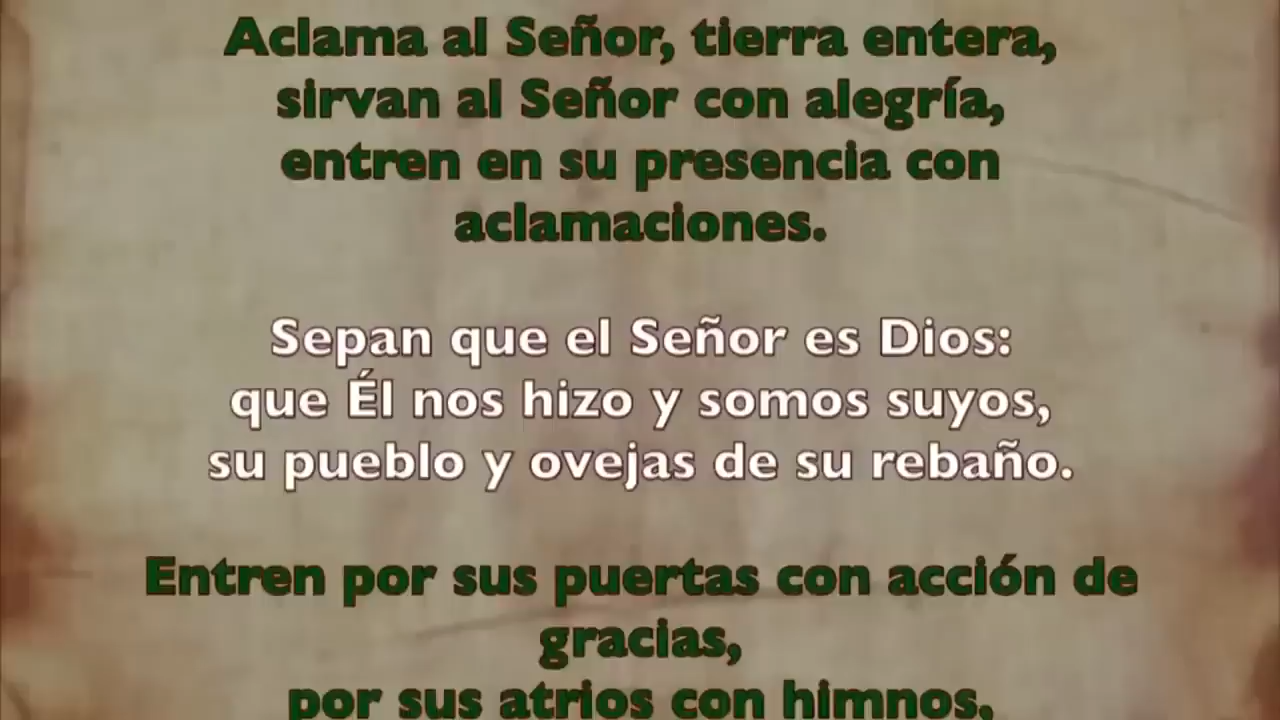 Aclama al Señor, tierra entera,
sirvan al Señor con alegría,
entren en su presencia con
aclamaciones.
Sepan que el Señor es Dios:
que Él nos hizo y somos suyos,
su pueblo y ovejas de su rebaño.
Entren por sus puertas con acción de
gracias,
por sus atrios con himnos,